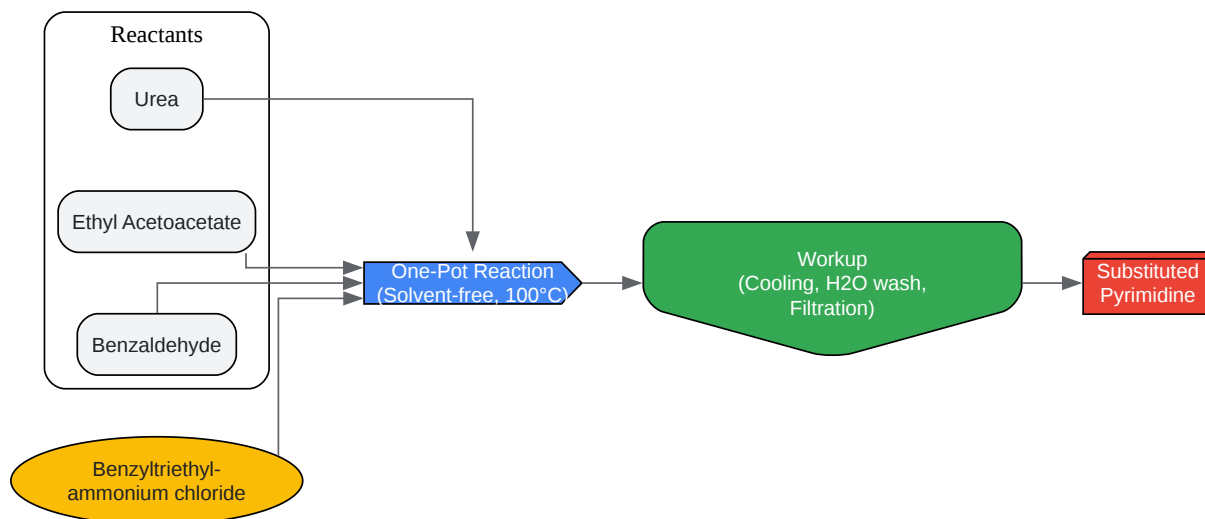 Reactants
Urea
Ethyl Acetoacetate
Benzaldehyde
Benzyltriethyl-
ammonium chloride
One-Pot Reaction
(Solvent-free, 100°C)
Workup
(Cooling, H2O wash,
Filtration)
Substituted
Pyrimidine